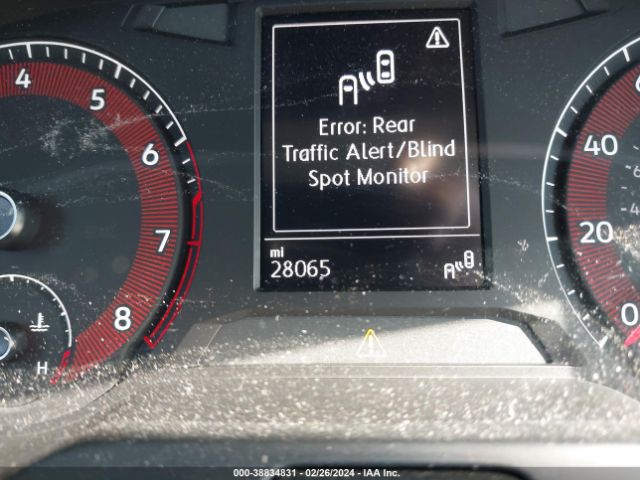 4
5
6
7
8
H
Error: Rear
Traffic Alert/Blind
Spot Monitor
mi
28065
40
20
0
000-38834831 - 02/26/2024 - IAA Inc.